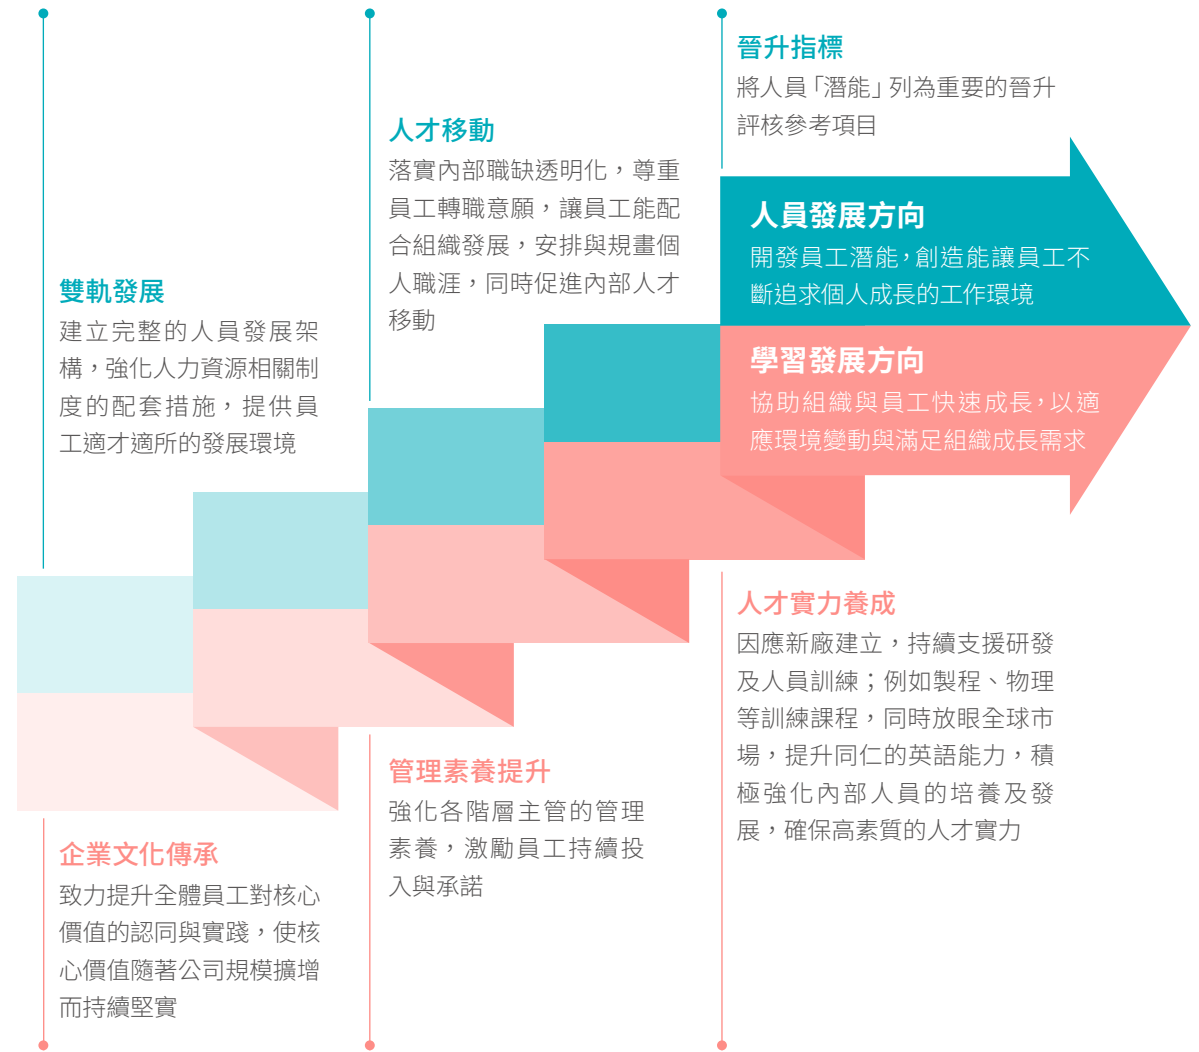 雙軌發展
建立完整的人員發展架
構，強化人力資源相關制
度的配套措施，提供員
工適才適所的發展環境
人才移動
落實內部職缺透明化，尊重
員工轉職意願，讓員工能配
合組織發展，安排與規畫個
人職涯，同時促進內部人才
移動
晉升指標
將人員「潛能」列為重要的晉升
評核參考項目
人員發展方向
開發員工潛能，創造能讓員工不
斷追求個人成長的工作環境
學習發展方向
協助組織與員工快速成長，以適
應環境變動與滿足組織成長需求
企業文化傳承
致力提升全體員工對核心
價值的認同與實踐，使核
心價值隨著公司規模擴增
而持續堅實
管理素養提升
強化各階層主管的管理
素養，激勵員工持續投
入與承諾
人才實力養成
因應新廠建立，持續支援研發
及人員訓練；例如製程、物理
等訓練課程，同時放眼全球市
場，提升同仁的英語能力，積
極強化內部人員的培養及發
展，確保高素質的人才實力